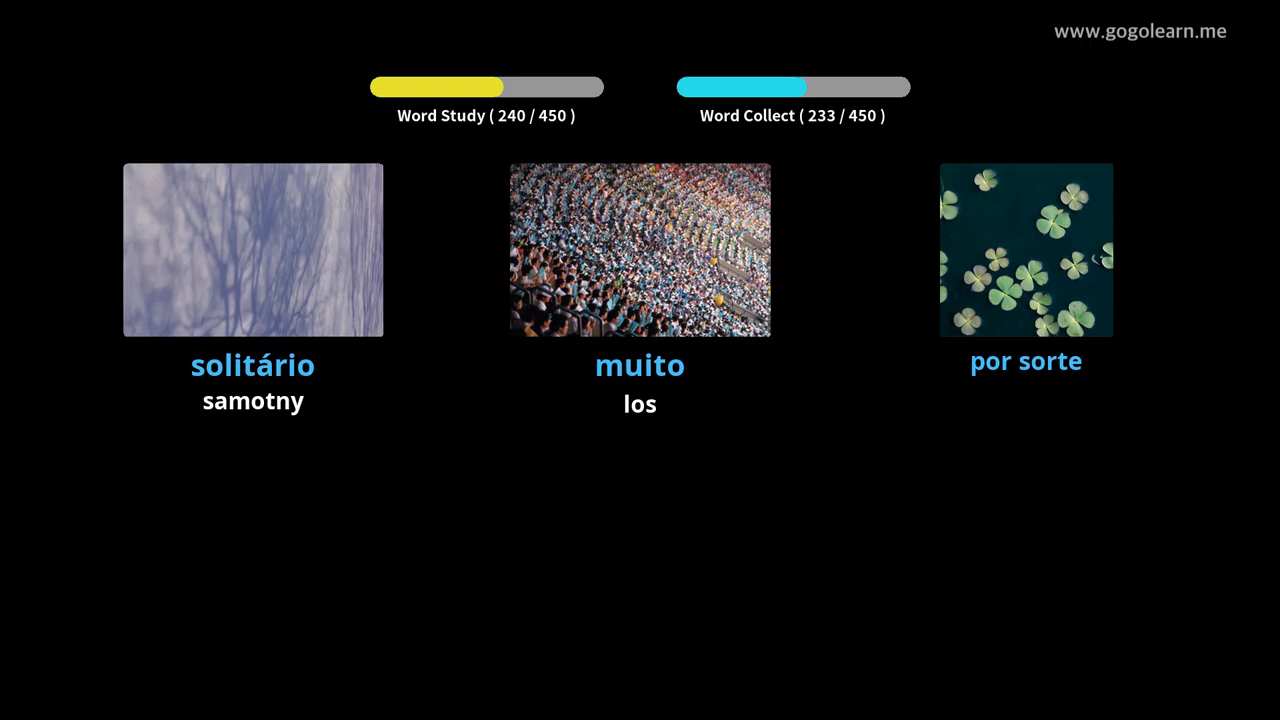 www.gogolearn.me
Word Study ( 240 / 450 )
Word Collect ( 233 / 450 )
solitário
samotny
muito
los
por sorte